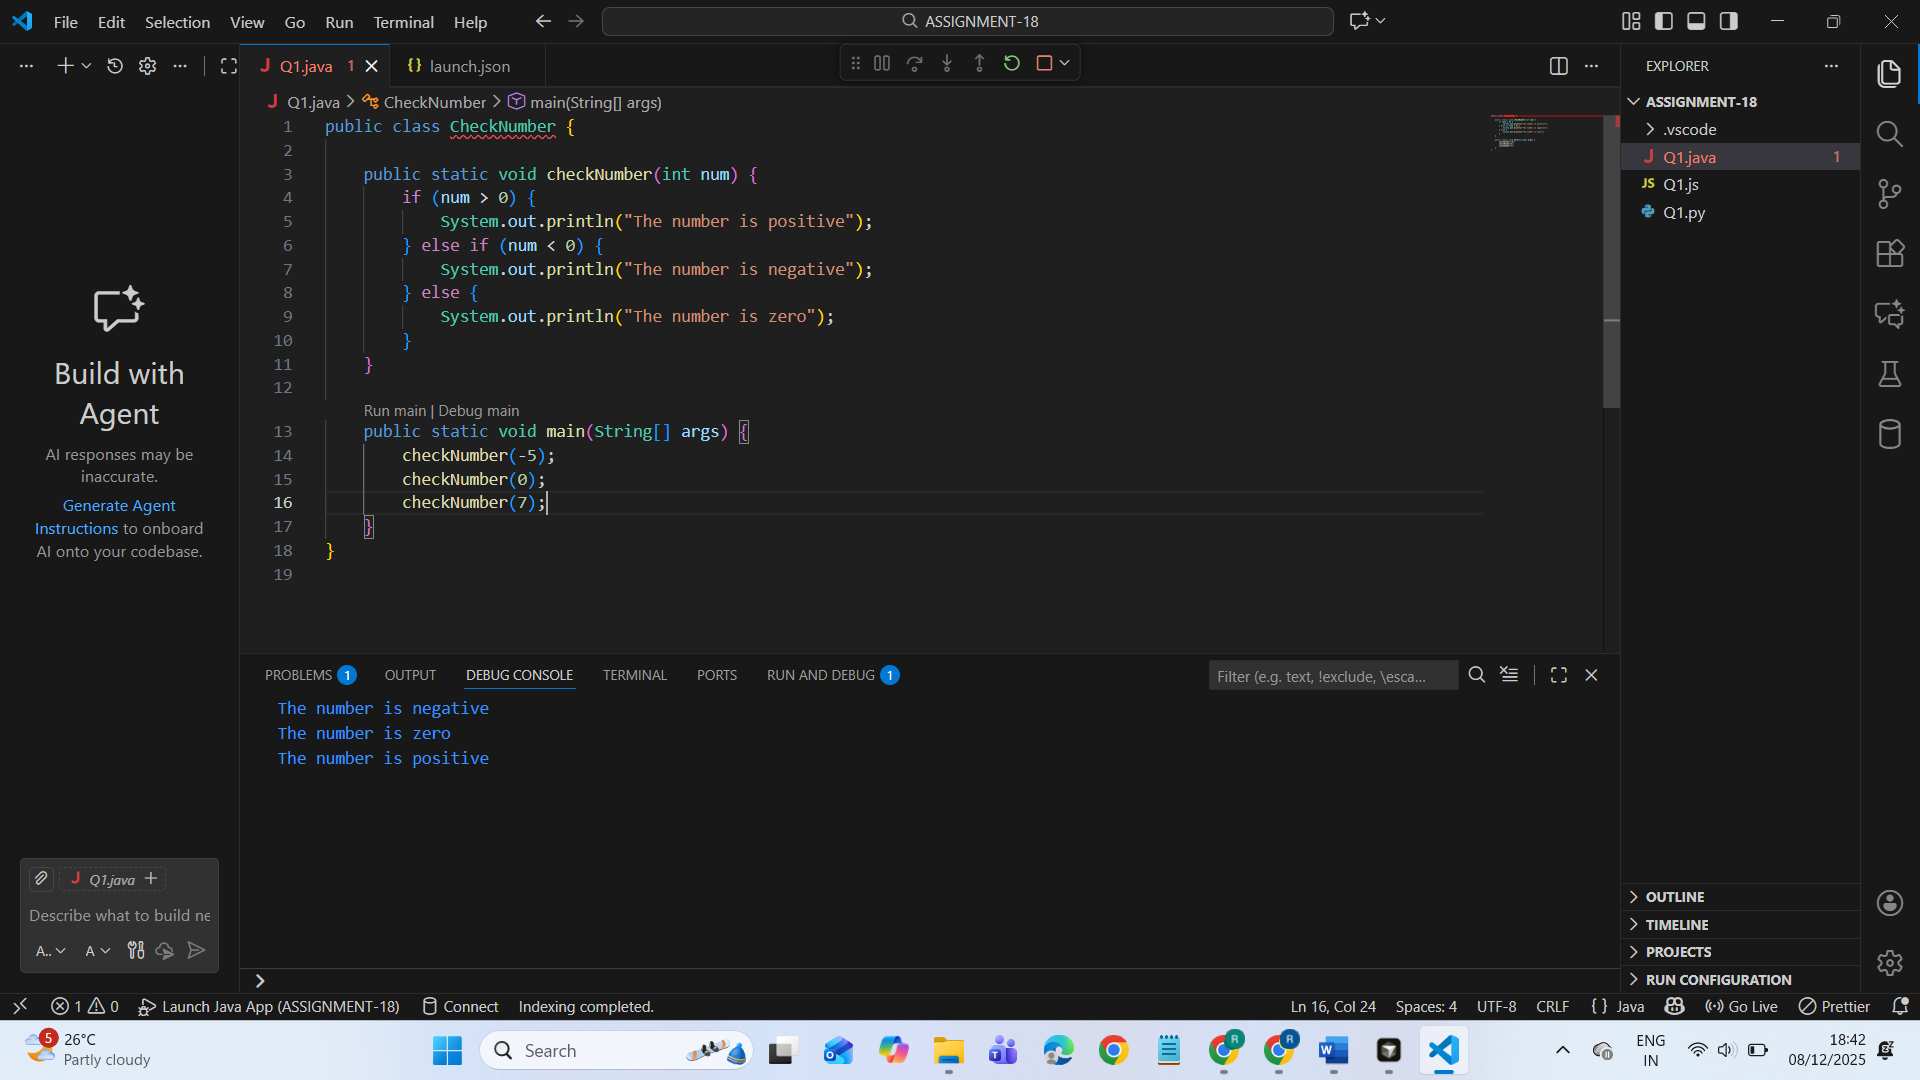 File Edit Selection View Go Run Terminal Help
ASSIGNMENT-18
Q1.java 1
launch.json
Q1.java > CheckNumber > main(String[] args)
1 public class CheckNumber {
2
3 public static void checkNumber(int num) {
4 if (num > 0) {
5 System.out.println("The number is positive");
6 } else if (num < 0) {
7 System.out.println("The number is negative");
8 } else {
9 System.out.println("The number is zero");
10 }
11 }
12
Run main | Debug main
13 public static void main(String[] args) {
14 checkNumber(-5);
15 checkNumber(0);
16 checkNumber(7);
17 }
18 }
19
Build with
Agent
AI responses may be
inaccurate.
Generate Agent
Instructions to onboard
AI onto your codebase.
Q1.java
Describe what to build ne
A.. A
PROBLEMS 1 OUTPUT DEBUG CONSOLE TERMINAL PORTS RUN AND DEBUG 1
Filter (e.g. text, !exclude, \esca...
The number is negative
The number is zero
The number is positive
EXPLORER
ASSIGNMENT-18
.vscode
J Q1.java 1
JS Q1.js
Q1.py
OUTLINE
TIMELINE
PROJECTS
RUN CONFIGURATION
1 0 Launch Java App (ASSIGNMENT-18) Connect Indexing completed.
Ln 16, Col 24 Spaces: 4 UTF-8 CRLF { } Java Go Live Prettier
5
26°C
Partly cloudy
Search
R
R
ENG
IN
18:42
08/12/2025